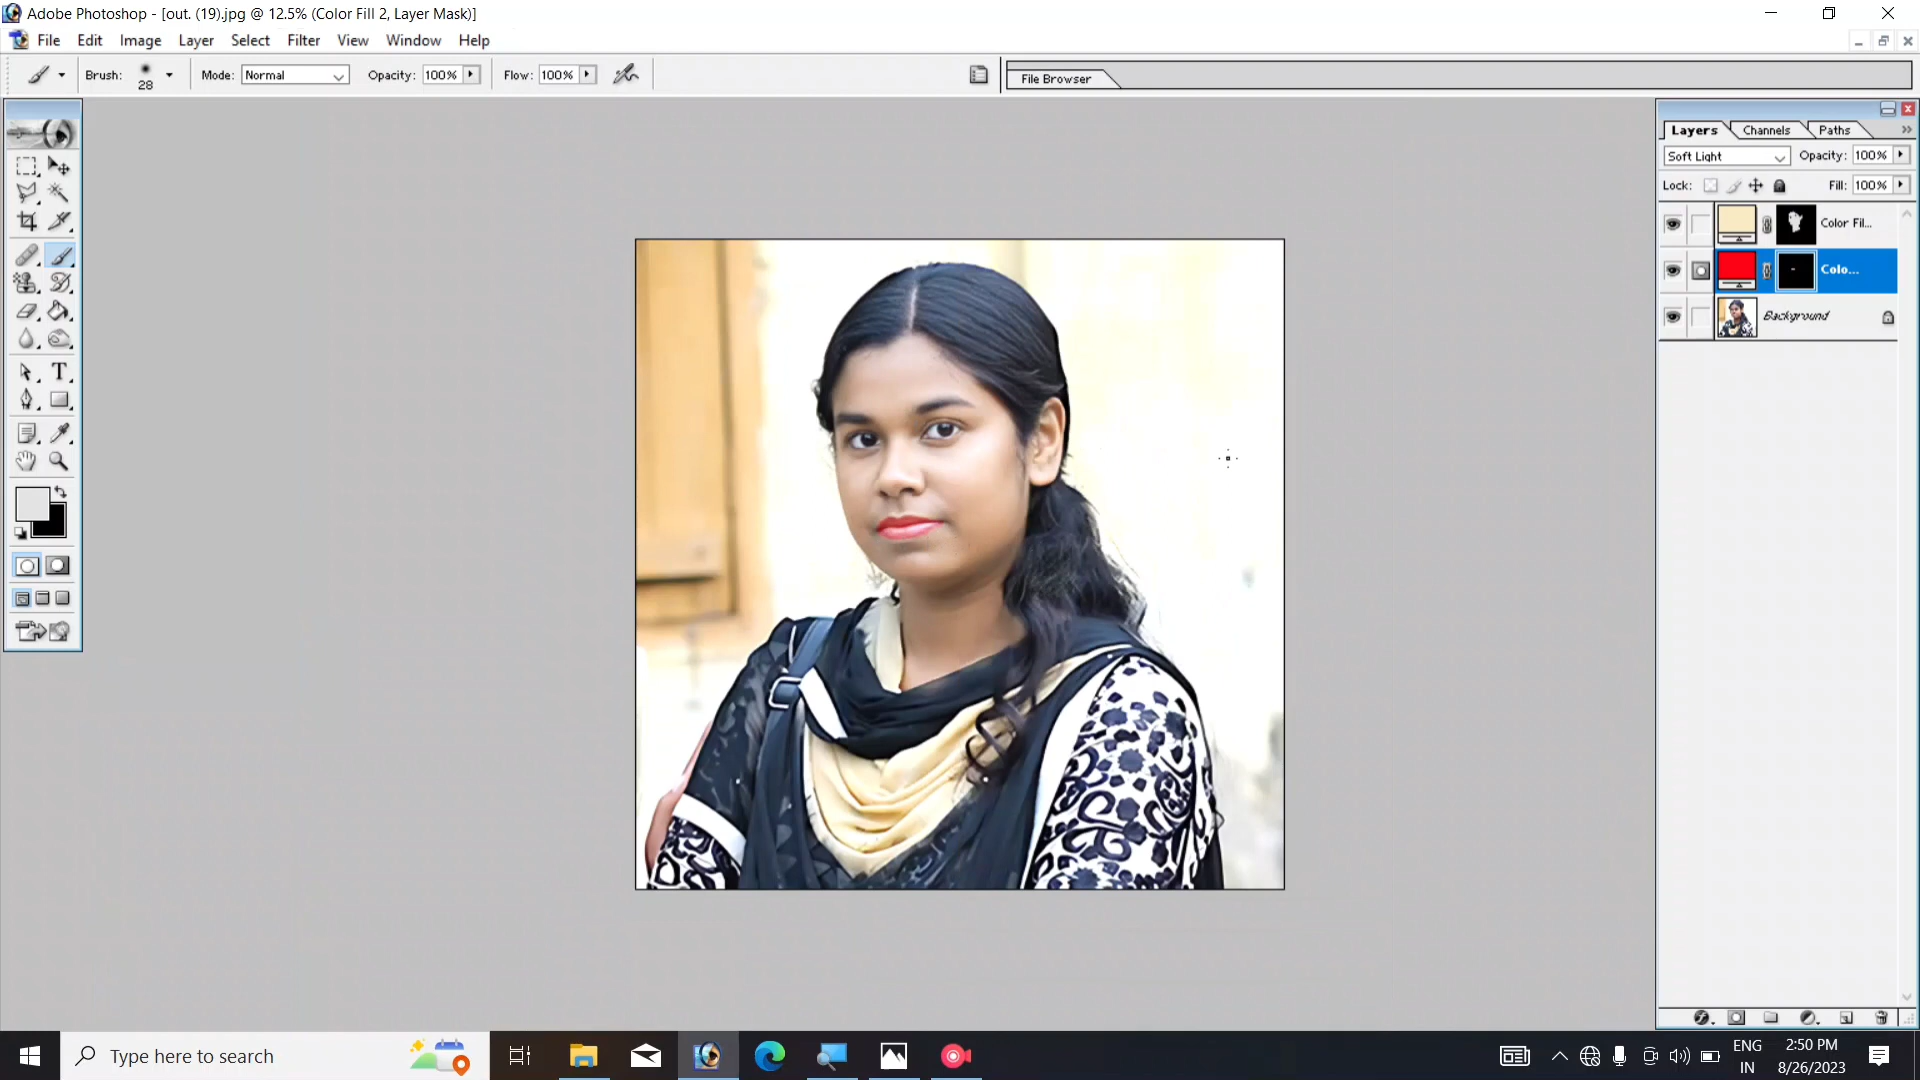 Adobe Photoshop - [out. (19).jpg @ 12.5% (Color Fill 2, Layer Mask)]
File Edit Image Layer Select Filter View Window Help
Brush: 28 Mode: Normal Opacity: 100% Flow: 100% File Browser
Layers Channels Paths
Soft Light Opacity: 100%
Lock: Fill: 100%
Color Fil...
Colo...
Background
T
Type here to search
ENG
IN
2:50 PM
8/26/2023